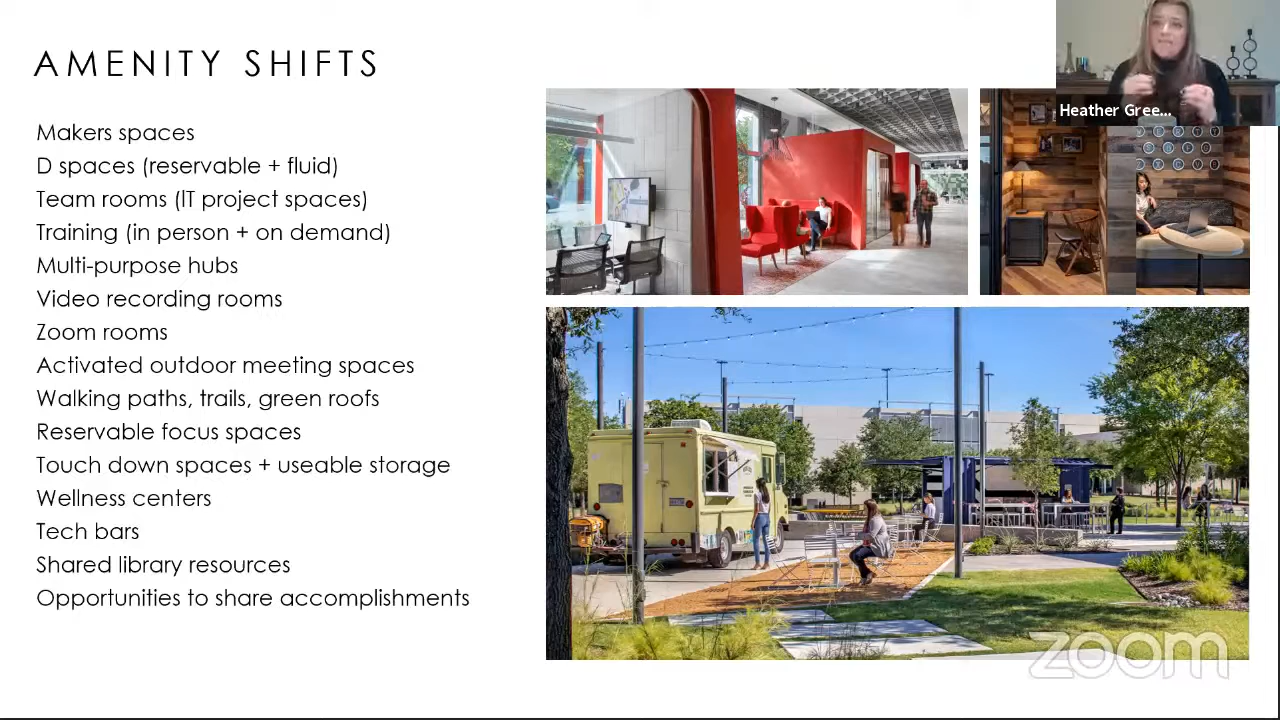 AMENITY SHIFTS
Makers spaces
D spaces (reservable + fluid)
Team rooms (IT project spaces)
Training (in person + on demand)
Multi-purpose hubs
Video recording rooms
Zoom rooms
Activated outdoor meeting spaces
Walking paths, trails, green roofs
Reservable focus spaces
Touch down spaces + useable storage
Wellness centers
Tech bars
Shared library resources
Opportunities to share accomplishments
Heather Gree...
zoom